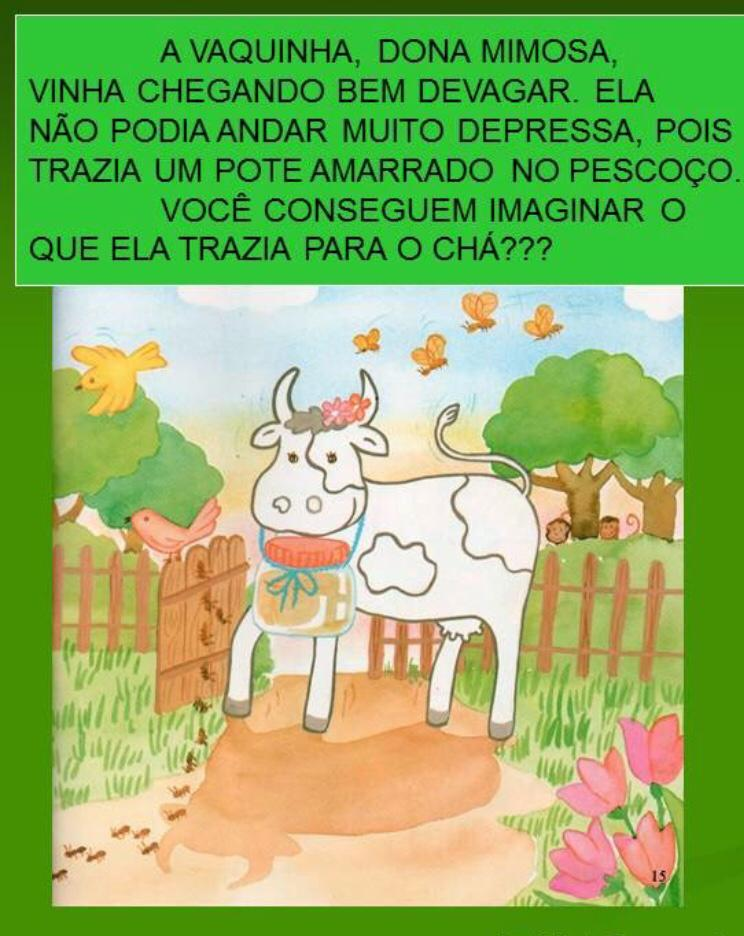 A VAQUINHA, DONA MIMOSA,
VINHA CHEGANDO BEM DEVAGAR. ELA
NÃO PODIA ANDAR MUITO DEPRESSA, POIS
TRAZIA UM POTE AMARRADO NO PESCOÇO.
VOCÊ CONSEGUEM IMAGINAR O
QUE ELA TRAZIA PARA O CHÁ???
15